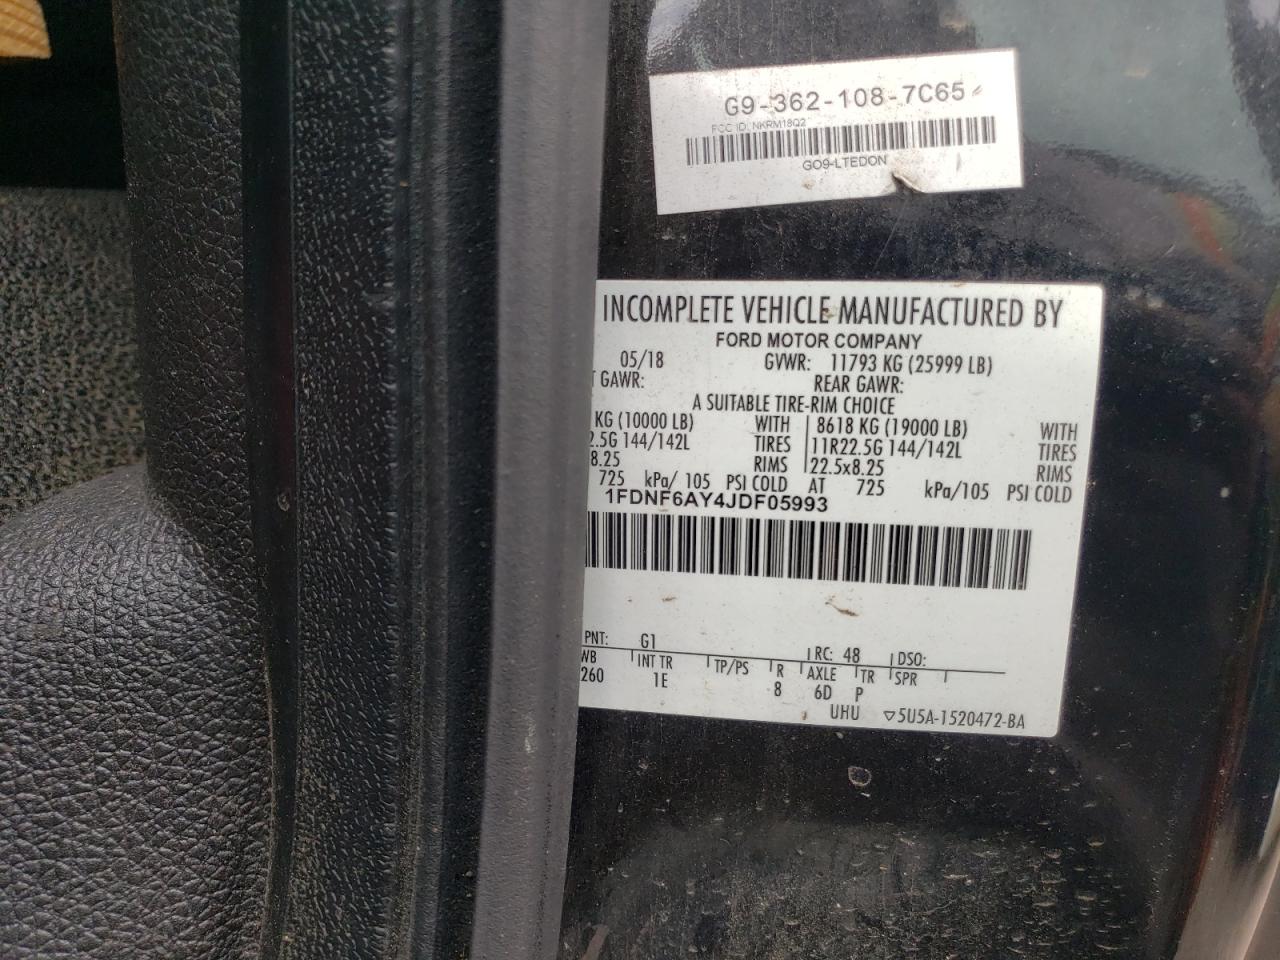 G9-362-108-7C65
FCC ID: NKRM18Q2
GO9-LTEDON
INCOMPLETE VEHICLE MANUFACTURED BY
FORD MOTOR COMPANY
05/18 GVWR: 11793 KG (25999 LB)
T GAWR: REAR GAWR:
A SUITABLE TIRE-RIM CHOICE
KG (10000 LB) WITH 8618 KG (19000 LB) WITH
2.5G 144/142L TIRES 11R22.5G 144/142L TIRES
8.25 RIMS 22.5x8.25 RIMS
725 kPa/ 105 PSI COLD AT 725 kPa/105 PSI COLD
1FDNF6AY4JDF05993
PNT: G1 RC: 48 DSO:
WB INT TR TP/PS R AXLE TR SPR
260 1E 8 6D P
UHU ▽5U5A-1520472-BA